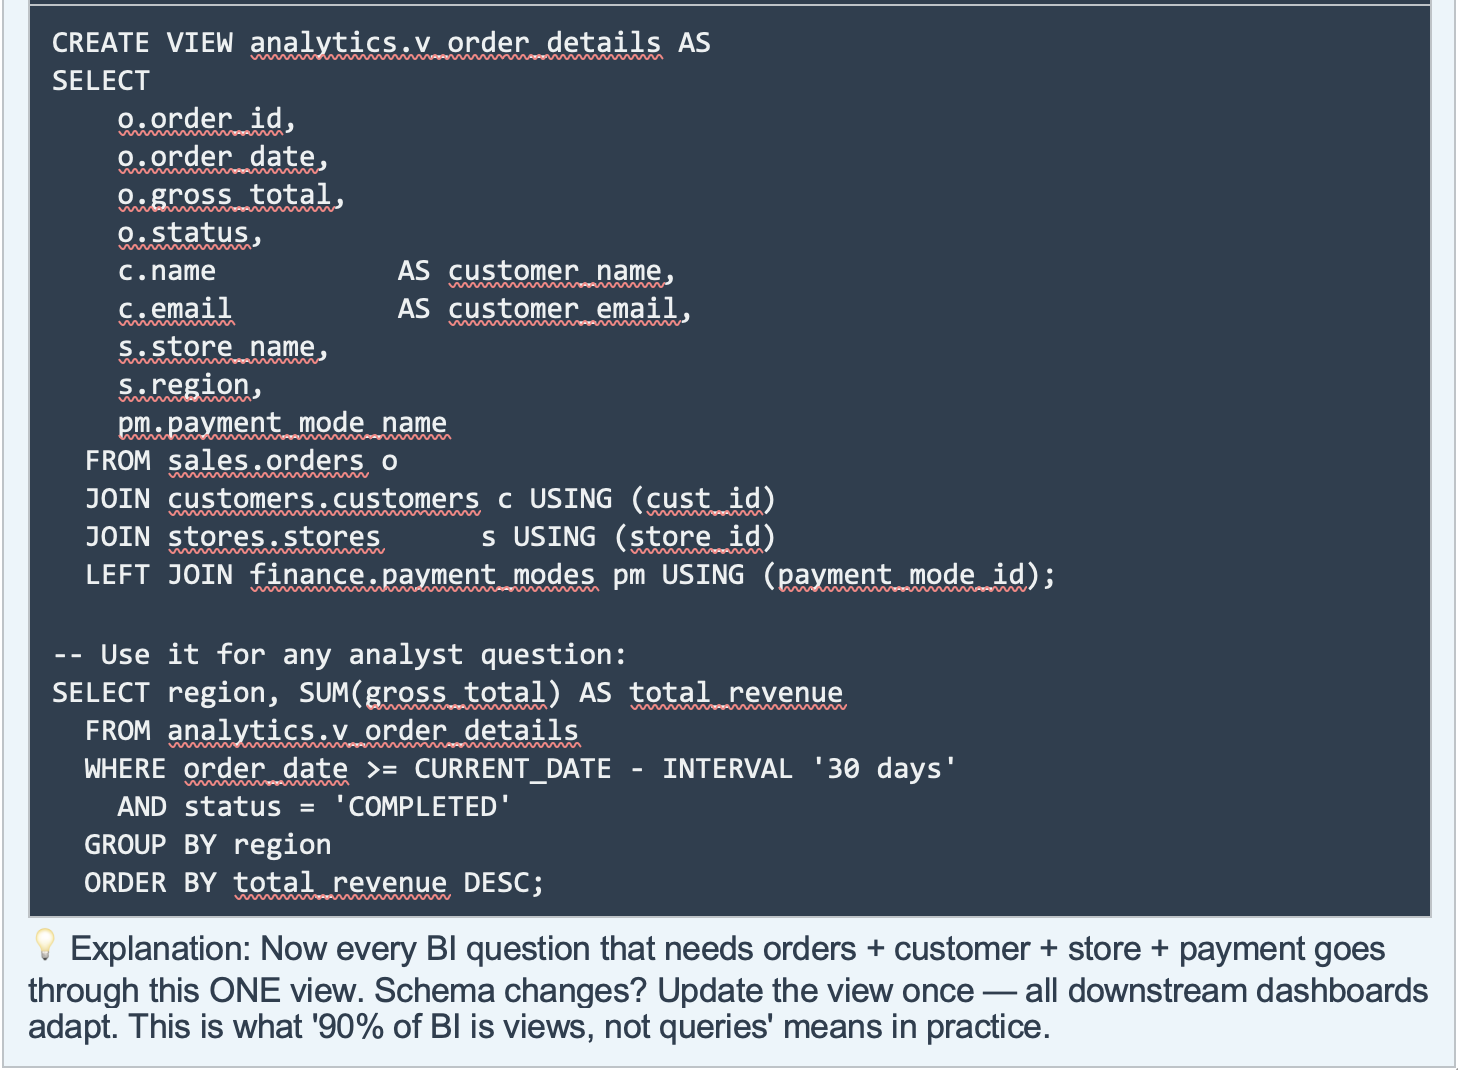 CREATE VIEW analytics.v_order_details AS
SELECT
    o.order_id,
    o.order_date,
    o.gross_total,
    o.status,
    c.name           AS customer_name,
    c.email          AS customer_email,
    s.store_name,
    s.region,
    pm.payment_mode_name
  FROM sales.orders o
  JOIN customers.customers c USING (cust_id)
  JOIN stores.stores      s USING (store_id)
  LEFT JOIN finance.payment_modes pm USING (payment_mode_id);

-- Use it for any analyst question:
SELECT region, SUM(gross_total) AS total_revenue
  FROM analytics.v_order_details
  WHERE order_date >= CURRENT_DATE - INTERVAL '30 days'
    AND status = 'COMPLETED'
  GROUP BY region
  ORDER BY total_revenue DESC;
💡 Explanation: Now every BI question that needs orders + customer + store + payment goes
through this ONE view. Schema changes? Update the view once — all downstream dashboards
adapt. This is what '90% of BI is views, not queries' means in practice.